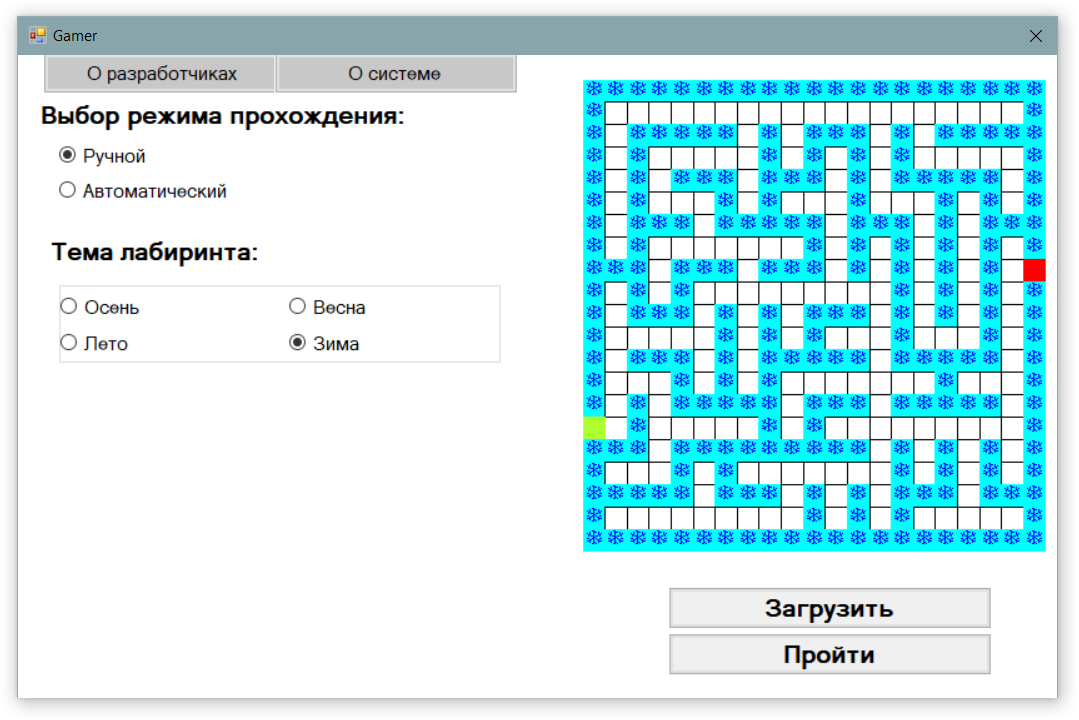 Gamer
О разработчиках О системе
Выбор режима прохождения:
Ручной
Автоматический
Тема лабиринта:
Осень Весна
Лето Зима
Загрузить
Пройти